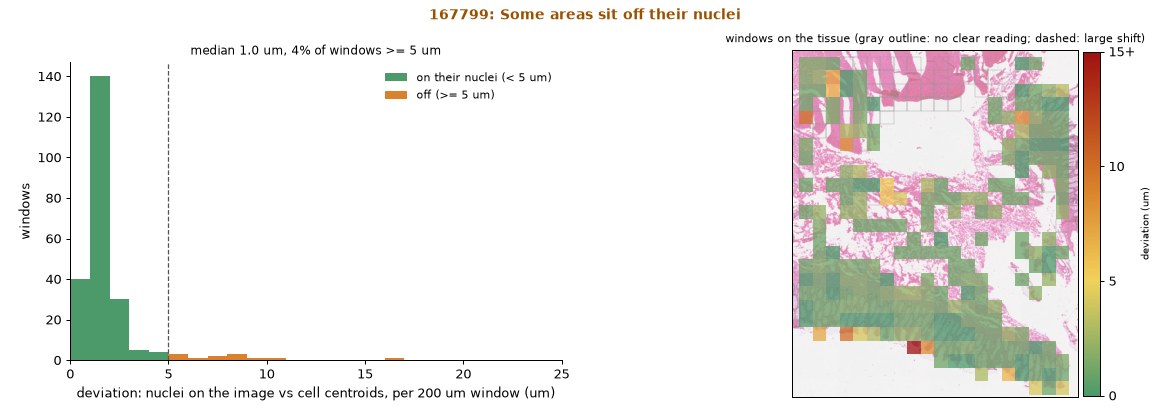 167799: Some areas sit off their nuclei
median 1.0 um, 4% of windows >= 5 um
windows
140
120
100
80
60
40
20
0
on their nuclei (< 5 um)
off (>= 5 um)
0 5 10 15 20 25
deviation: nuclei on the image vs cell centroids, per 200 um window (um)
windows on the tissue (gray outline: no clear reading; dashed: large shift)
15+
10
5
0
deviation (um)